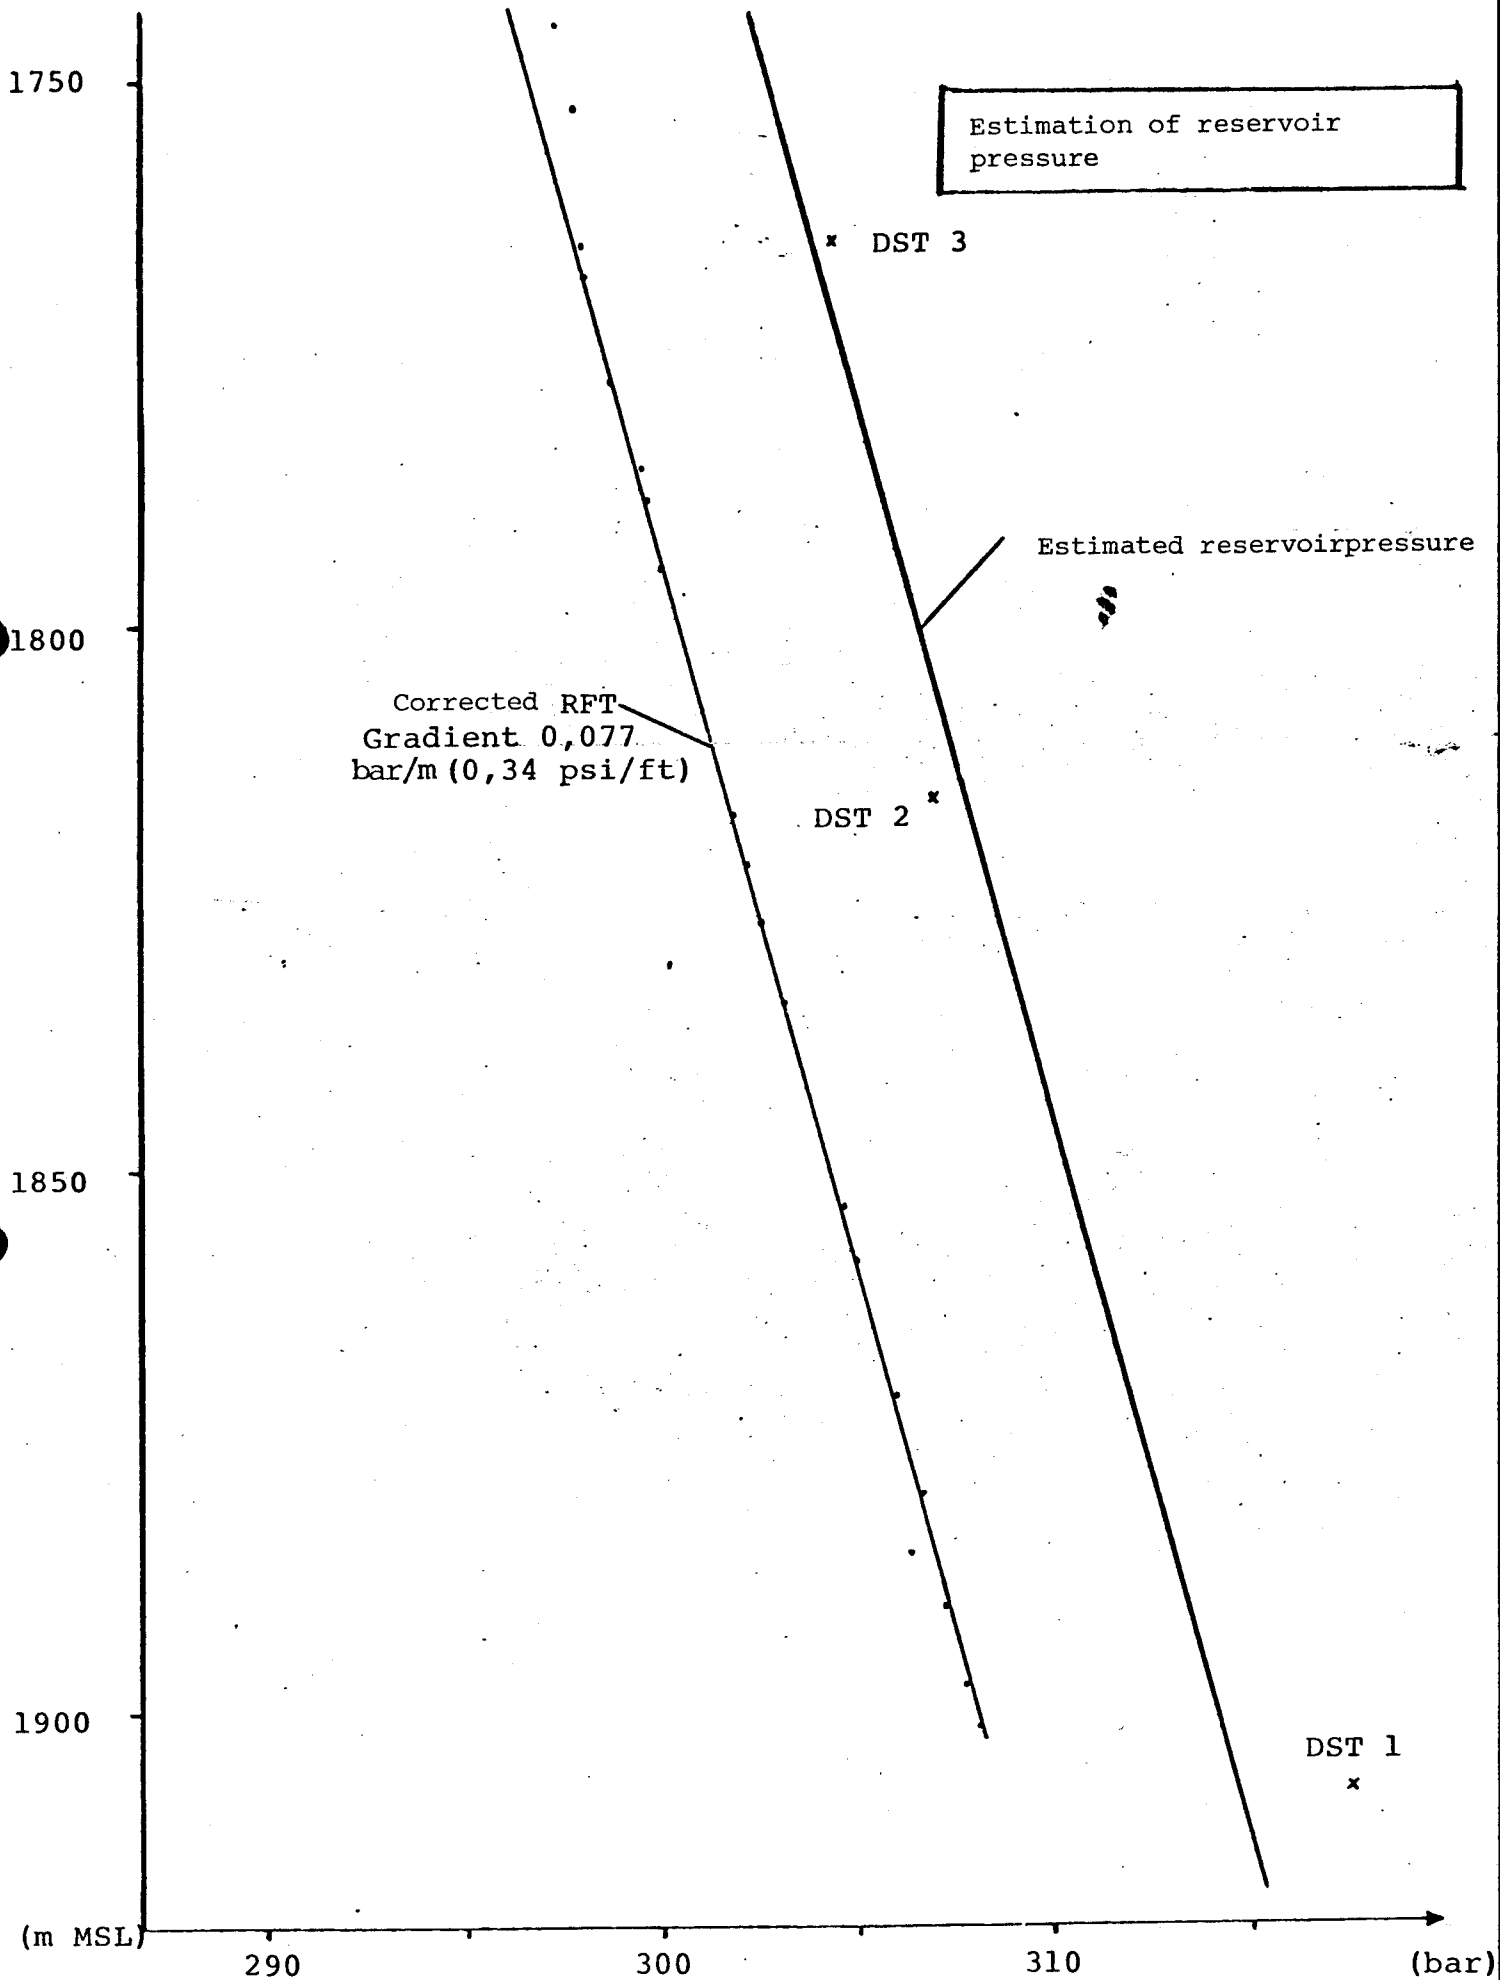 1750
Estimation of reservoir
pressure
DST 3
Estimated reservoirpressure
1800
Corrected RFT
Gradient 0,077
bar/m (0,34 psi/ft)
DST 2
1850
1900
DST 1
(m MSL)
290
300
310
(bar)